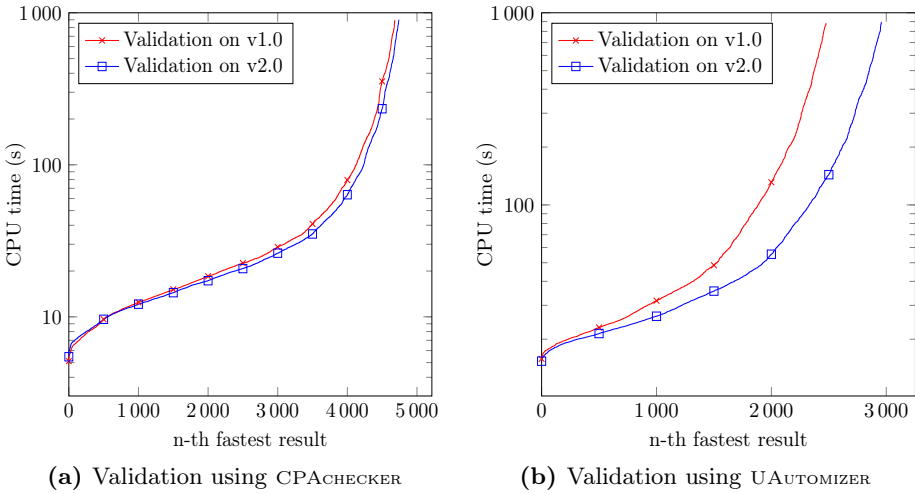 1 000
100
10
CPU time (s)
Validation on v1.0
Validation on v2.0
0 1 000 2 000 3 000 4 000 5 000
n-th fastest result
(a) Validation using CPACHECKER
1 000
100
CPU time (s)
Validation on v1.0
Validation on v2.0
0 1 000 2 000 3 000
n-th fastest result
(b) Validation using UAUTOMIZER